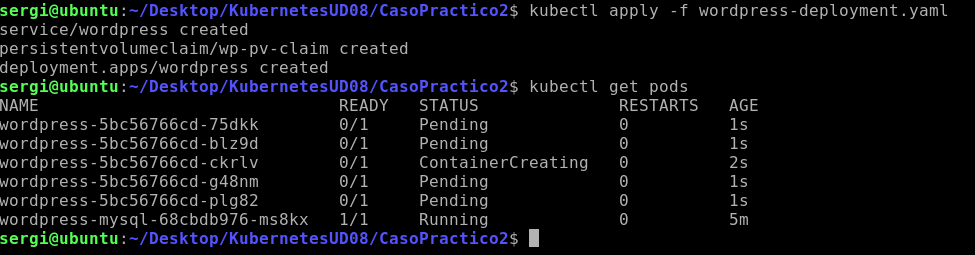 sergi@ubuntu:~/Desktop/KubernetesUD08/CasoPractico2$ kubectl apply -f wordpress-deployment.yaml
service/wordpress created
persistentvolumeclaim/wp-pv-claim created
deployment.apps/wordpress created
sergi@ubuntu:~/Desktop/KubernetesUD08/CasoPractico2$ kubectl get pods
NAME                              READY   STATUS              RESTARTS   AGE
wordpress-5bc56766cd-75dkk        0/1     Pending             0          1s
wordpress-5bc56766cd-blz9d        0/1     Pending             0          1s
wordpress-5bc56766cd-ckrlv        0/1     ContainerCreating   0          2s
wordpress-5bc56766cd-g48nm        0/1     Pending             0          1s
wordpress-5bc56766cd-plg82        0/1     Pending             0          1s
wordpress-mysql-68cbdb976-ms8kx   1/1     Running             0          5m
sergi@ubuntu:~/Desktop/KubernetesUD08/CasoPractico2$